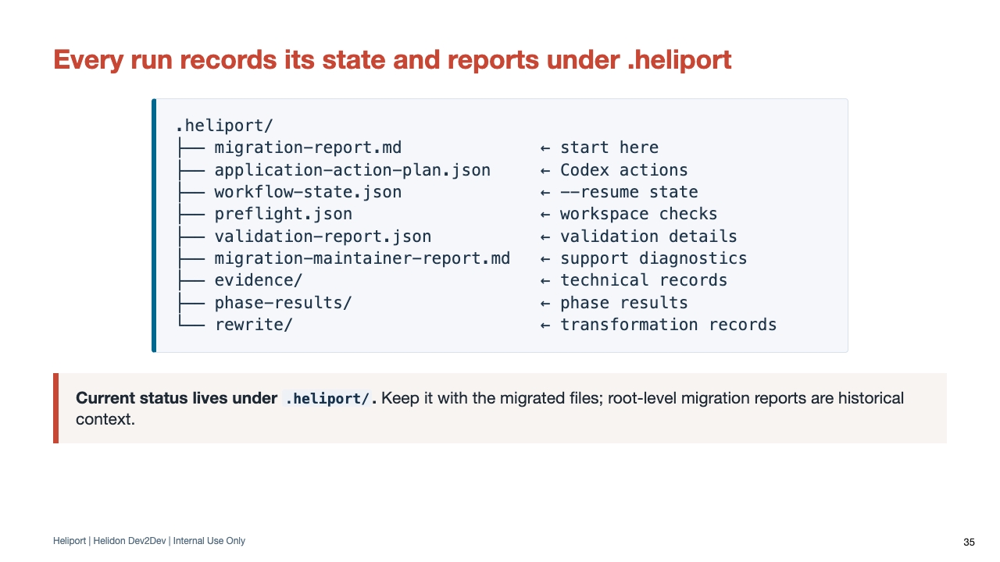 Every run records its state and reports under .heliport
.heliport/
├── migration-report.md              ← start here
├── application-action-plan.json     ← Codex actions
├── workflow-state.json              ← --resume state
├── preflight.json                   ← workspace checks
├── validation-report.json           ← validation details
├── migration-maintainer-report.md   ← support diagnostics
├── evidence/                        ← technical records
├── phase-results/                   ← phase results
└── rewrite/                         ← transformation records
Current status lives under .heliport/. Keep it with the migrated files; root-level migration reports are historical
context.
Heliport | Helidon Dev2Dev | Internal Use Only
35